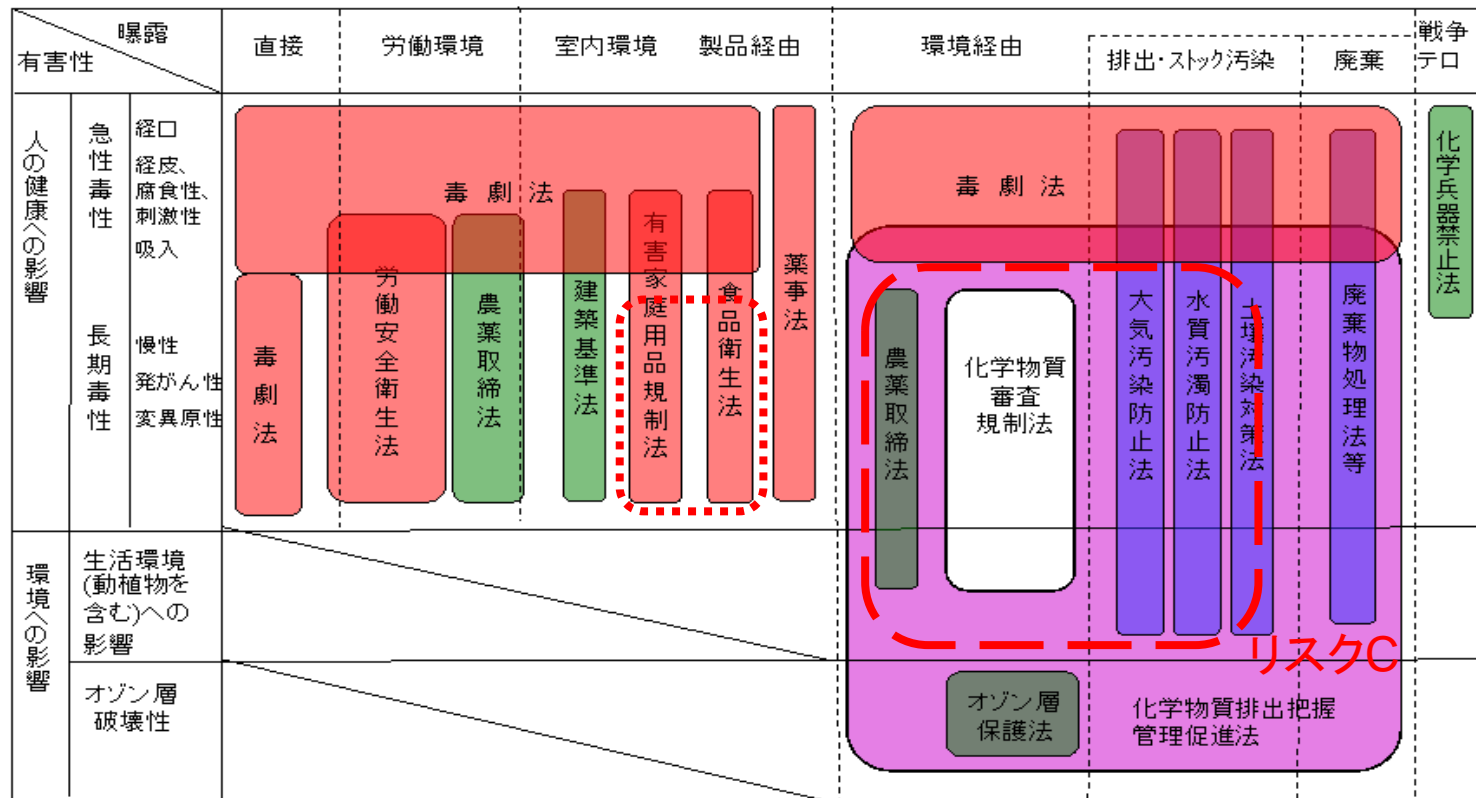 曝露
有害性
直接
労働環境
室内環境
製品経由
環境経由
排出・ストック汚染
廃棄
戦争
テロ
人の健康への影響
急性毒性
経口
経皮、
腐食性、
刺激性
吸入
長期毒性
慢性
発がん性
変異原性
毒劇法
毒劇法
労働安全衛生法
農薬取締法
建築基準法
有害家庭用品規制法
食品衛生法
薬事法
毒劇法
農薬取締法
化学物質
審査
規制法
大気汚染防止法
水質汚濁防止法
土壌汚染対策法
廃棄物処理法等
化学兵器禁止法
環境への影響
生活環境
(動植物を
含む)への
影響
リスクC
オゾン層
破壊性
オゾン層
保護法
化学物質排出把握
管理促進法